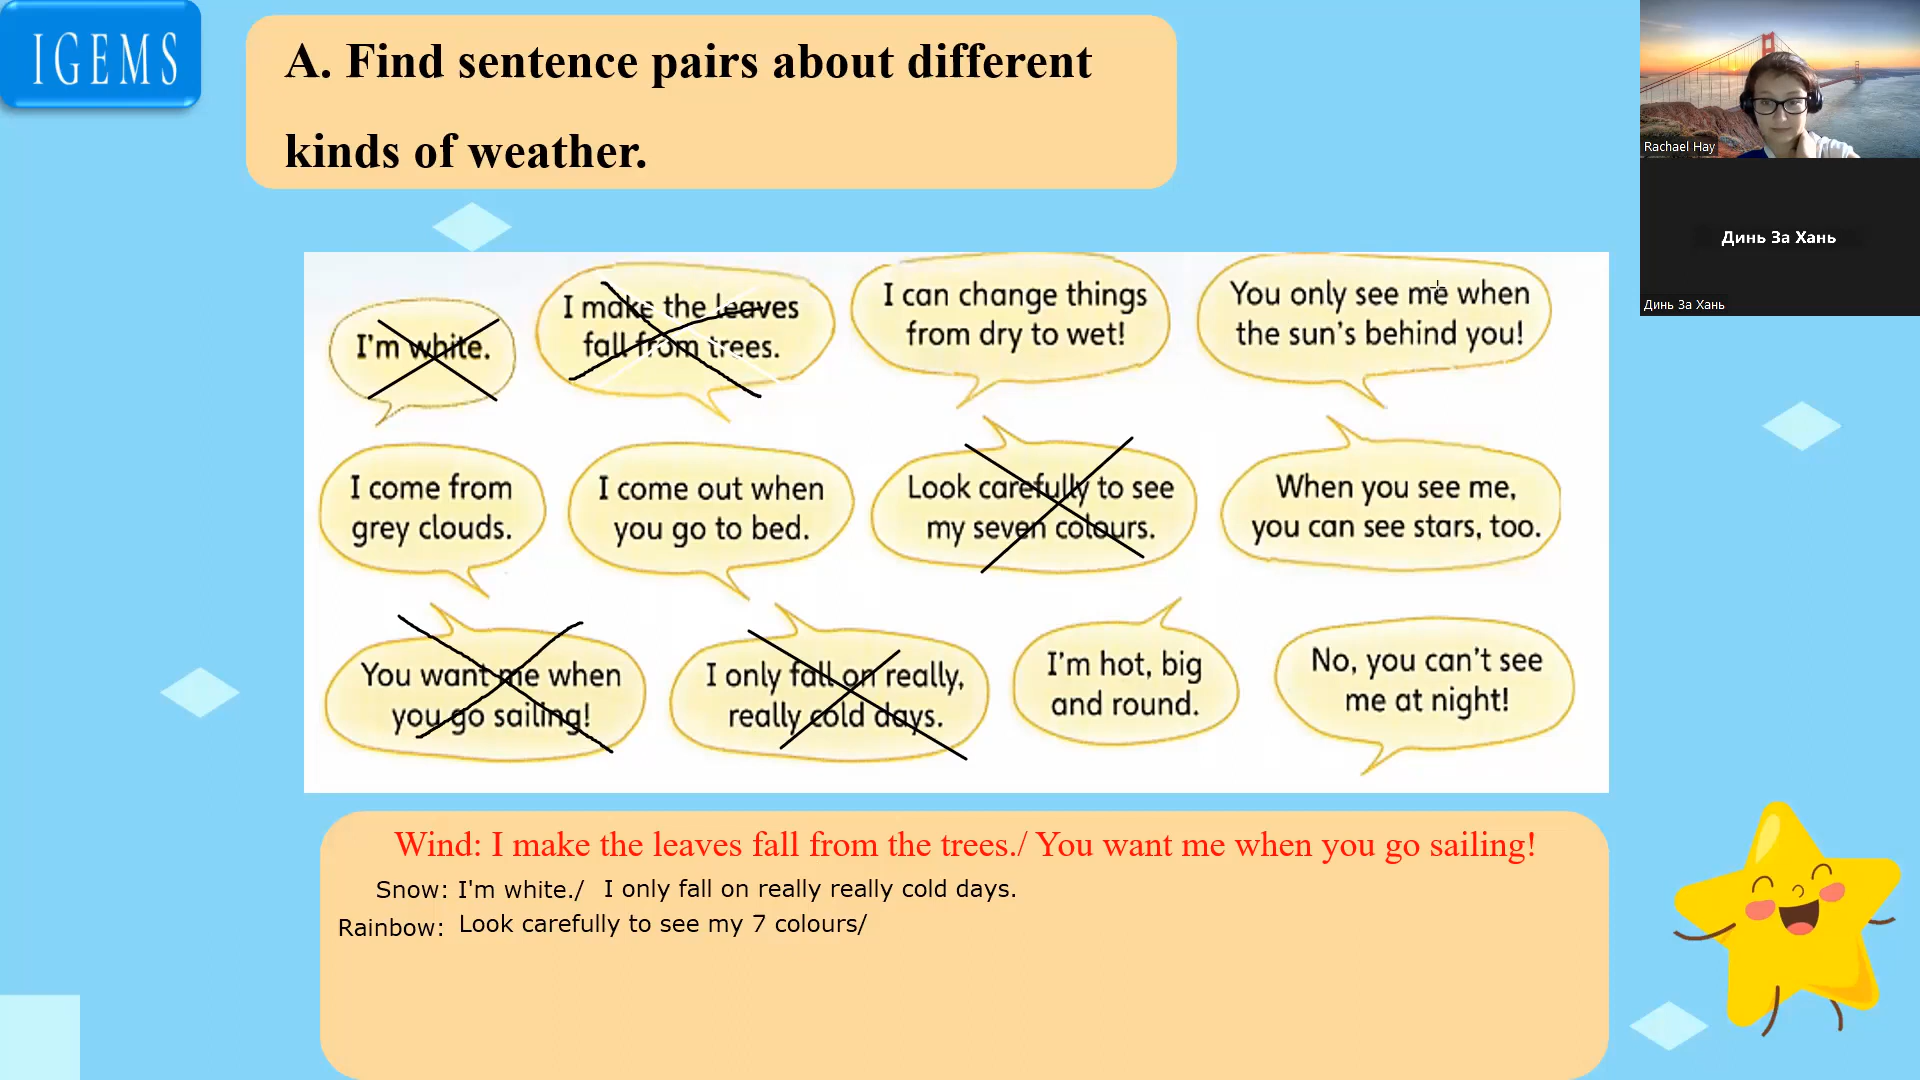 IGEMS
A. Find sentence pairs about different
kinds of weather.
Rachael Hay
Динь За Хань
Динь За Хань
I'm white.
I make the leaves
fall from trees.
I can change things
from dry to wet!
You only see me when
the sun's behind you!
I come from
grey clouds.
I come out when
you go to bed.
Look carefully to see
my seven colours.
When you see me,
you can see stars, too.
You want me when
you go sailing!
I only fall on really,
really cold days.
I'm hot, big
and round.
No, you can't see
me at night!
Wind: I make the leaves fall from the trees./ You want me when you go sailing!
Snow: I'm white./ I only fall on really really cold days.
Rainbow: Look carefully to see my 7 colours/